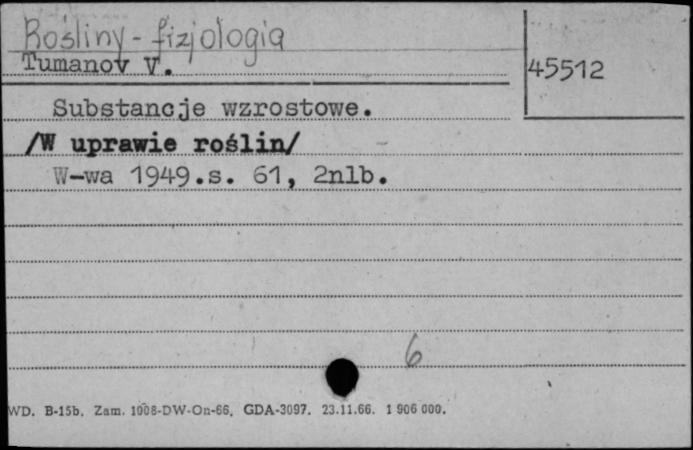 Rośliny - fizjologia
Tumanov V.
45512
Substancje wzrostowe.
/W uprawie roślin/
W-wa 1949.s. 61, 2nlb.
6
WD. B-15b. Zam. 1008-DW-On-66. GDA-3097. 23.11.66. 1 906 000.